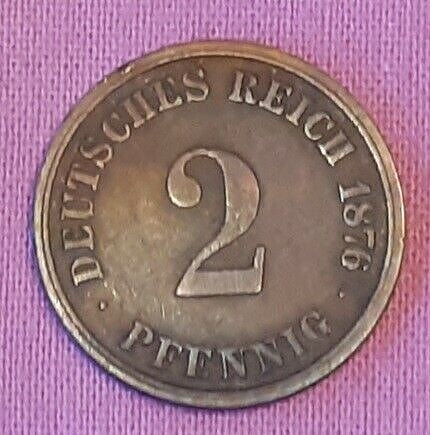 DEUTSCHES REICH 1876
2
· PFENNIG ·